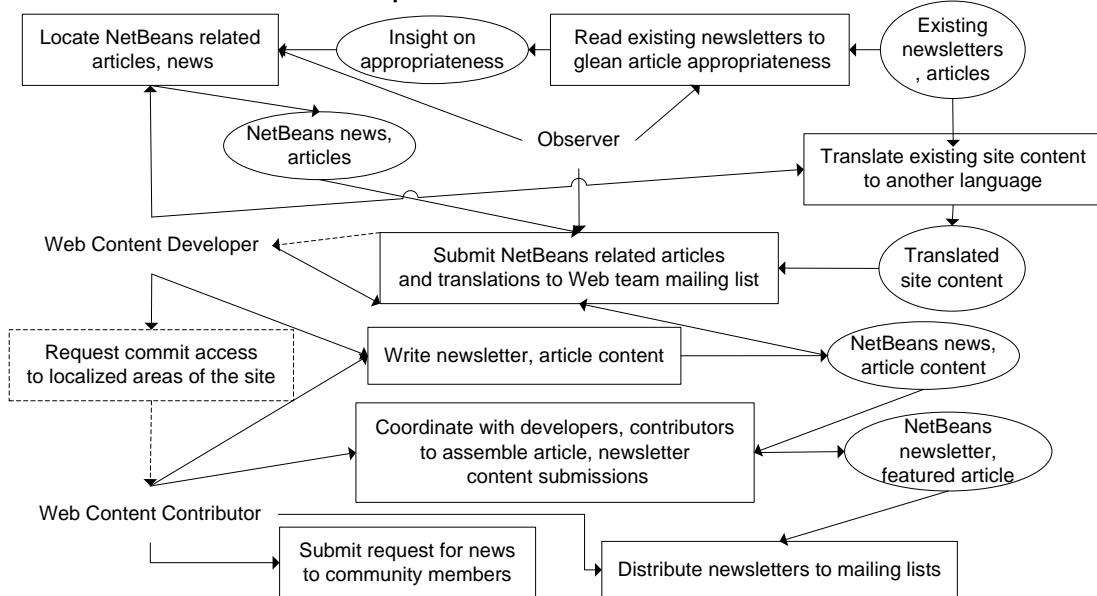 Locate NetBeans related
articles, news
Insight on
appropriateness
Read existing newsletters to
glean article appropriateness
Existing
newsletters
, articles
NetBeans news,
articles
Observer
Translate existing site content
to another language
Web Content Developer
Submit NetBeans related articles
and translations to Web team mailing list
Translated
site content
Request commit access
to localized areas of the site
Write newsletter, article content
NetBeans news,
article content
Coordinate with developers, contributors
to assemble article, newsletter
content submissions
NetBeans
newsletter,
featured article
Web Content Contributor
Submit request for news
to community members
Distribute newsletters to mailing lists